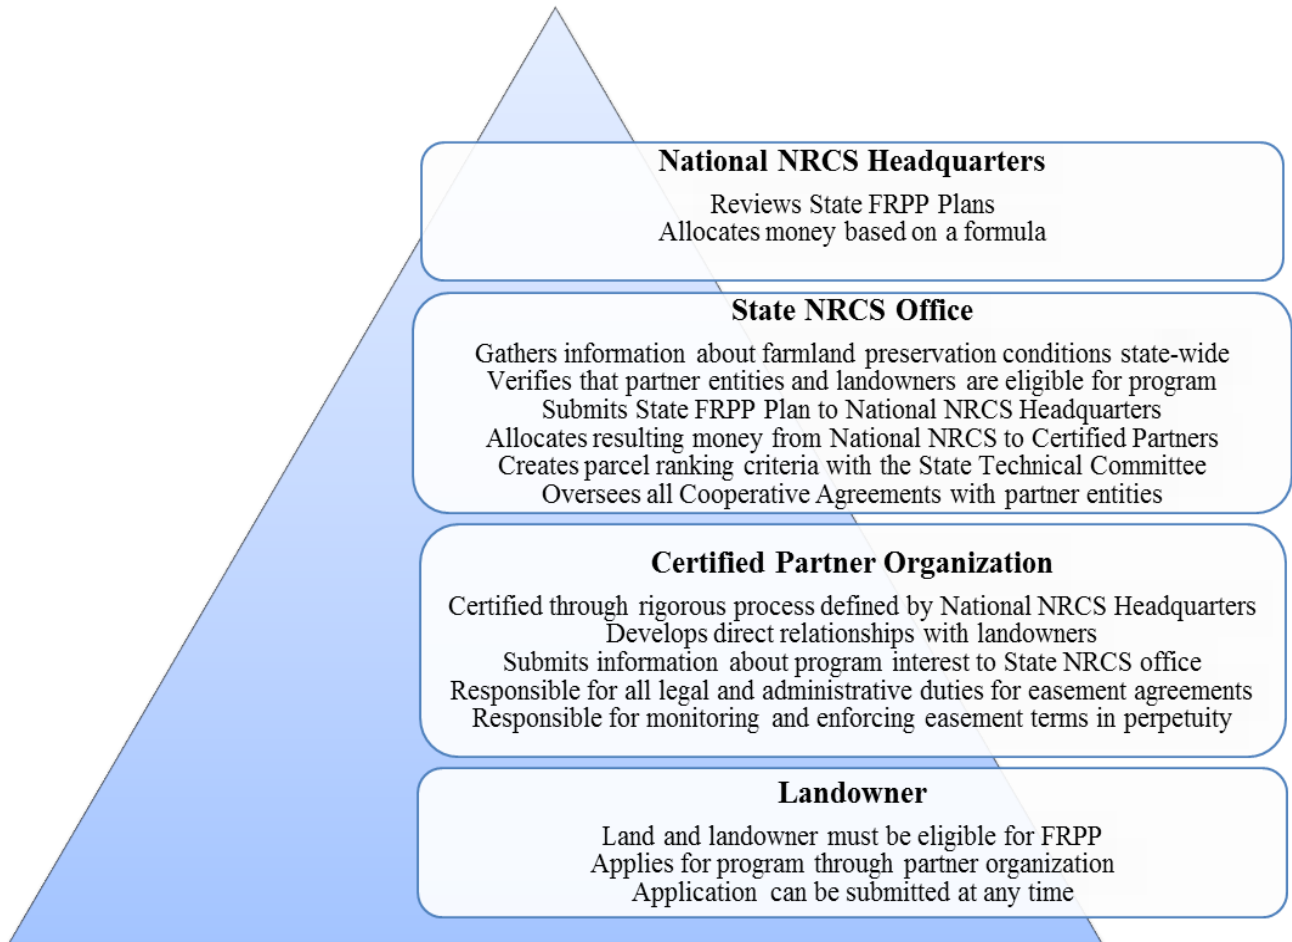 National NRCS Headquarters
Reviews State FRPP Plans
Allocates money based on a formula
State NRCS Office
Gathers information about farmland preservation conditions state-wide
Verifies that partner entities and landowners are eligible for program
Submits State FRPP Plan to National NRCS Headquarters
Allocates resulting money from National NRCS to Certified Partners
Creates parcel ranking criteria with the State Technical Committee
Oversees all Cooperative Agreements with partner entities
Certified Partner Organization
Certified through rigorous process defined by National NRCS Headquarters
Develops direct relationships with landowners
Submits information about program interest to State NRCS office
Responsible for all legal and administrative duties for easement agreements
Responsible for monitoring and enforcing easement terms in perpetuity
Landowner
Land and landowner must be eligible for FRPP
Applies for program through partner organization
Application can be submitted at any time